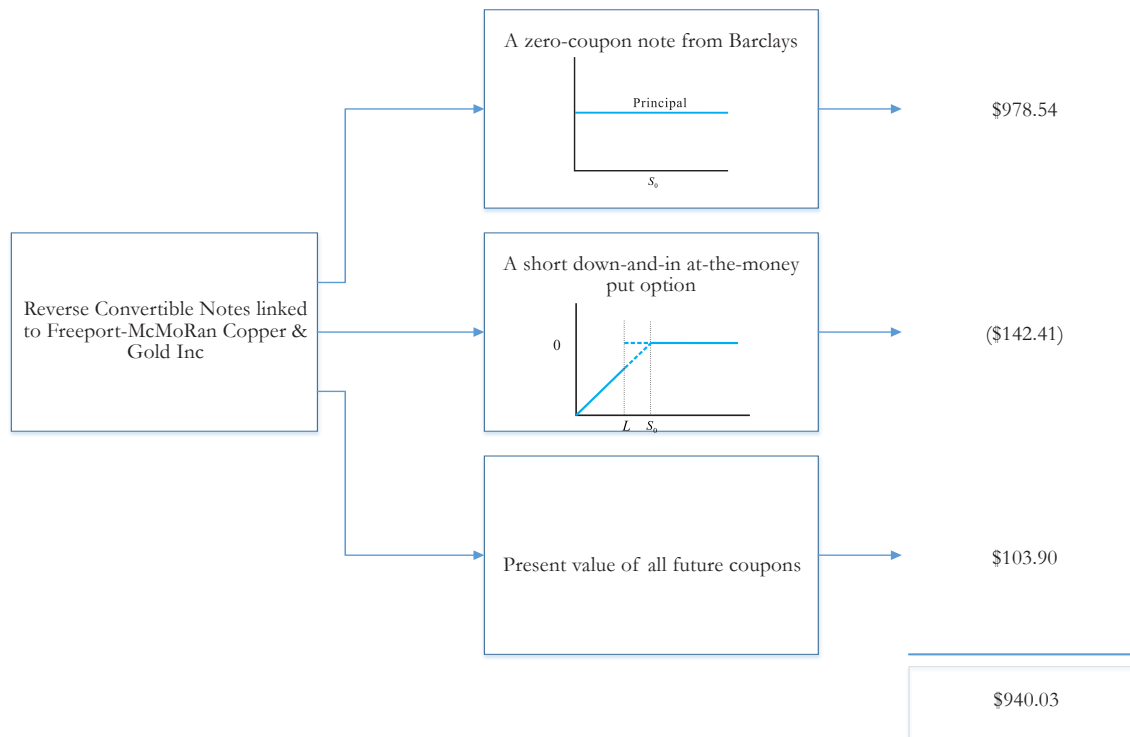 A zero-coupon note from Barclays
Principal
S₀
$978.54
Reverse Convertible Notes linked
to Freeport-McMoRan Copper &
Gold Inc
A short down-and-in at-the-money
put option
0
L S₀
($142.41)
Present value of all future coupons
$103.90
$940.03